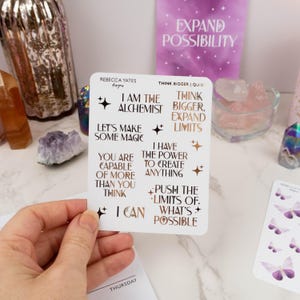 EXPAND
POSSIBILITY
REBECCA YATES
THINK BIGGER |
I AM THE
ALCHEMIST
THINK
BIGGER,
EXPAND
LIMITS
LET'S MAKE
SOME MAGIC
I HAVE
THE POWER
TO CREATE
ANYTHING
YOU ARE
CAPABLE
OF MORE
THAN YOU
THINK
PUSH THE
LIMITS OF
WHAT'S
POSSIBLE
I CAN
THURSDAY